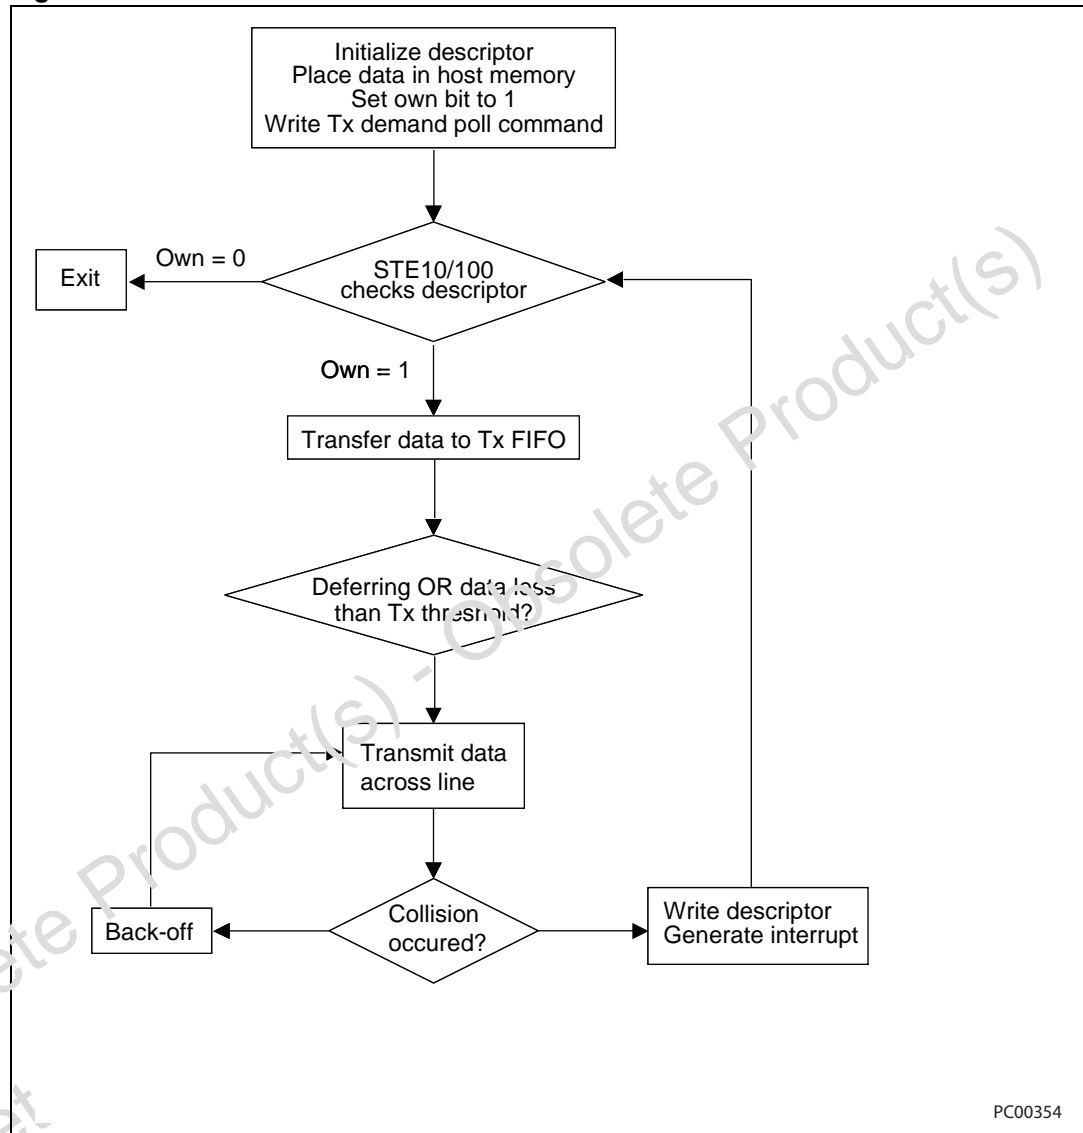 Initialize descriptor
Place data in host memory
Set own bit to 1
Write Tx demand poll command
Exit
Own = 0
STE10/100
checks descriptor
Own = 1
Transfer data to Tx FIFO
Deferring OR data less
than Tx threshold?
Transmit data
across line
Collision
occured?
Back-off
Write descriptor
Generate interrupt
ete Product(s) - Obsolete Product(s)
PC00354